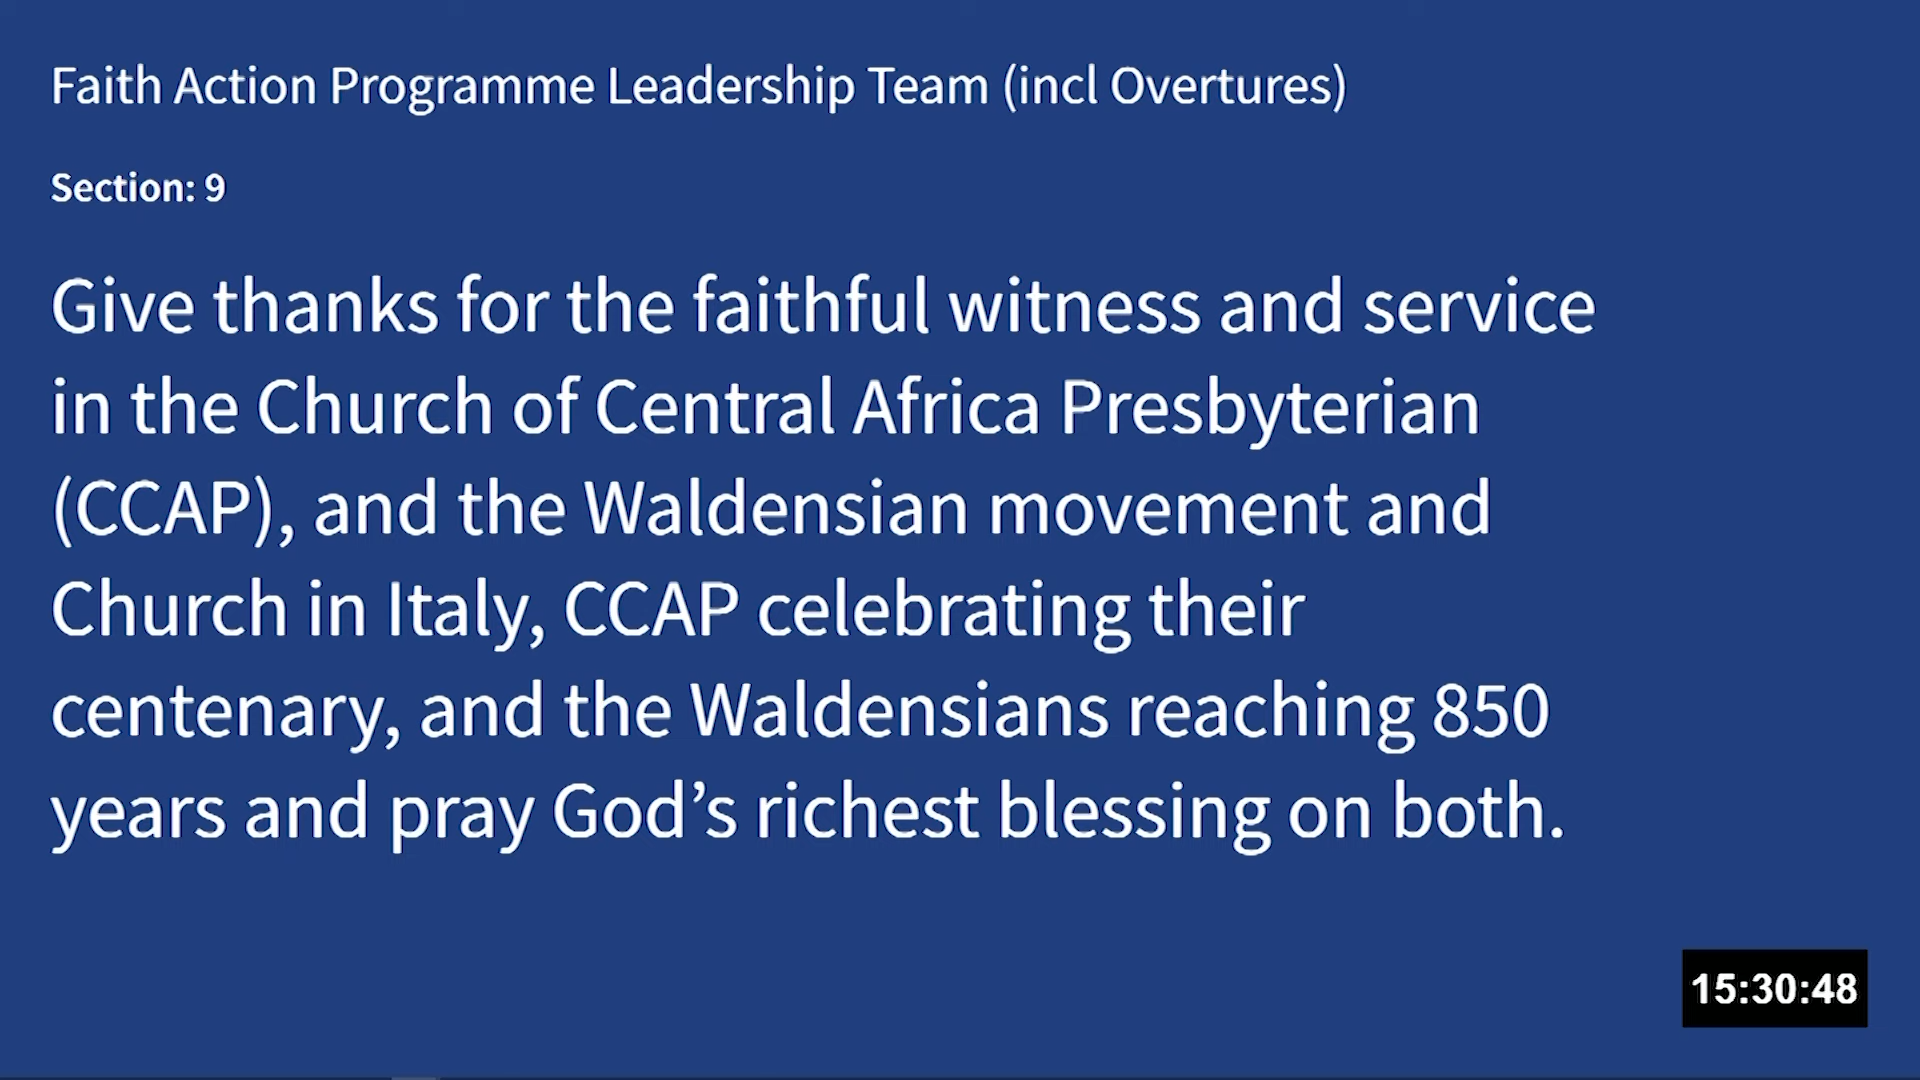 Faith Action Programme Leadership Team (incl Overtures)
Section: 9
Give thanks for the faithful witness and service
in the Church of Central Africa Presbyterian
(CCAP), and the Waldensian movement and
Church in Italy, CCAP celebrating their
centenary, and the Waldensians reaching 850
years and pray God’s richest blessing on both.
15:30:48